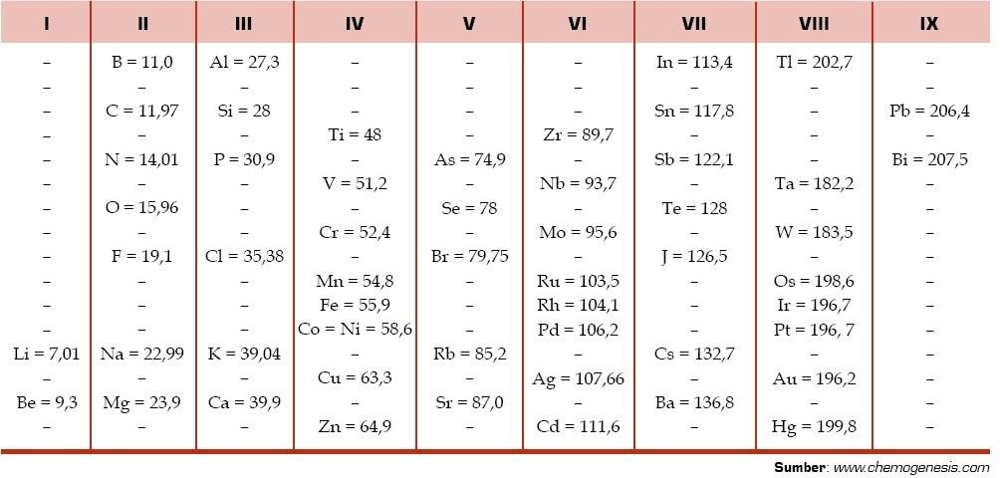 I II III IV V VI VII VIII IX
– B = 11,0 Al = 27,3 – – – In = 113,4 Tl = 202,7 –
– – – – – – – – –
– C = 11,97 Si = 28 – – – Sn = 117,8 – Pb = 206,4
– – – Ti = 48 – Zr = 89,7 – – –
– N = 14,01 P = 30,9 – As = 74,9 – Sb = 122,1 – Bi = 207,5
– – – V = 51,2 – Nb = 93,7 – Ta = 182,2 –
– O = 15,96 – – Se = 78 – Te = 128 – –
– – – Cr = 52,4 – Mo = 95,6 – W = 183,5 –
– F = 19,1 Cl = 35,38 – Br = 79,75 – J = 126,5 – –
– – – Mn = 54,8 – Ru = 103,5 – Os = 198,6 –
– – – Fe = 55,9 – Rh = 104,1 – Ir = 196,7 –
– – – Co = Ni = 58,6 – Pd = 106,2 – Pt = 196, 7 –
Li = 7,01 Na = 22,99 K = 39,04 – Rb = 85,2 – Cs = 132,7 – –
– – – Cu = 63,3 – Ag = 107,66 – Au = 196,2 –
Be = 9,3 Mg = 23,9 Ca = 39,9 – Sr = 87,0 – Ba = 136,8 – –
– – – Zn = 64,9 – Cd = 111,6 – Hg = 199,8 –
Sumber: www.chemogenesis.com